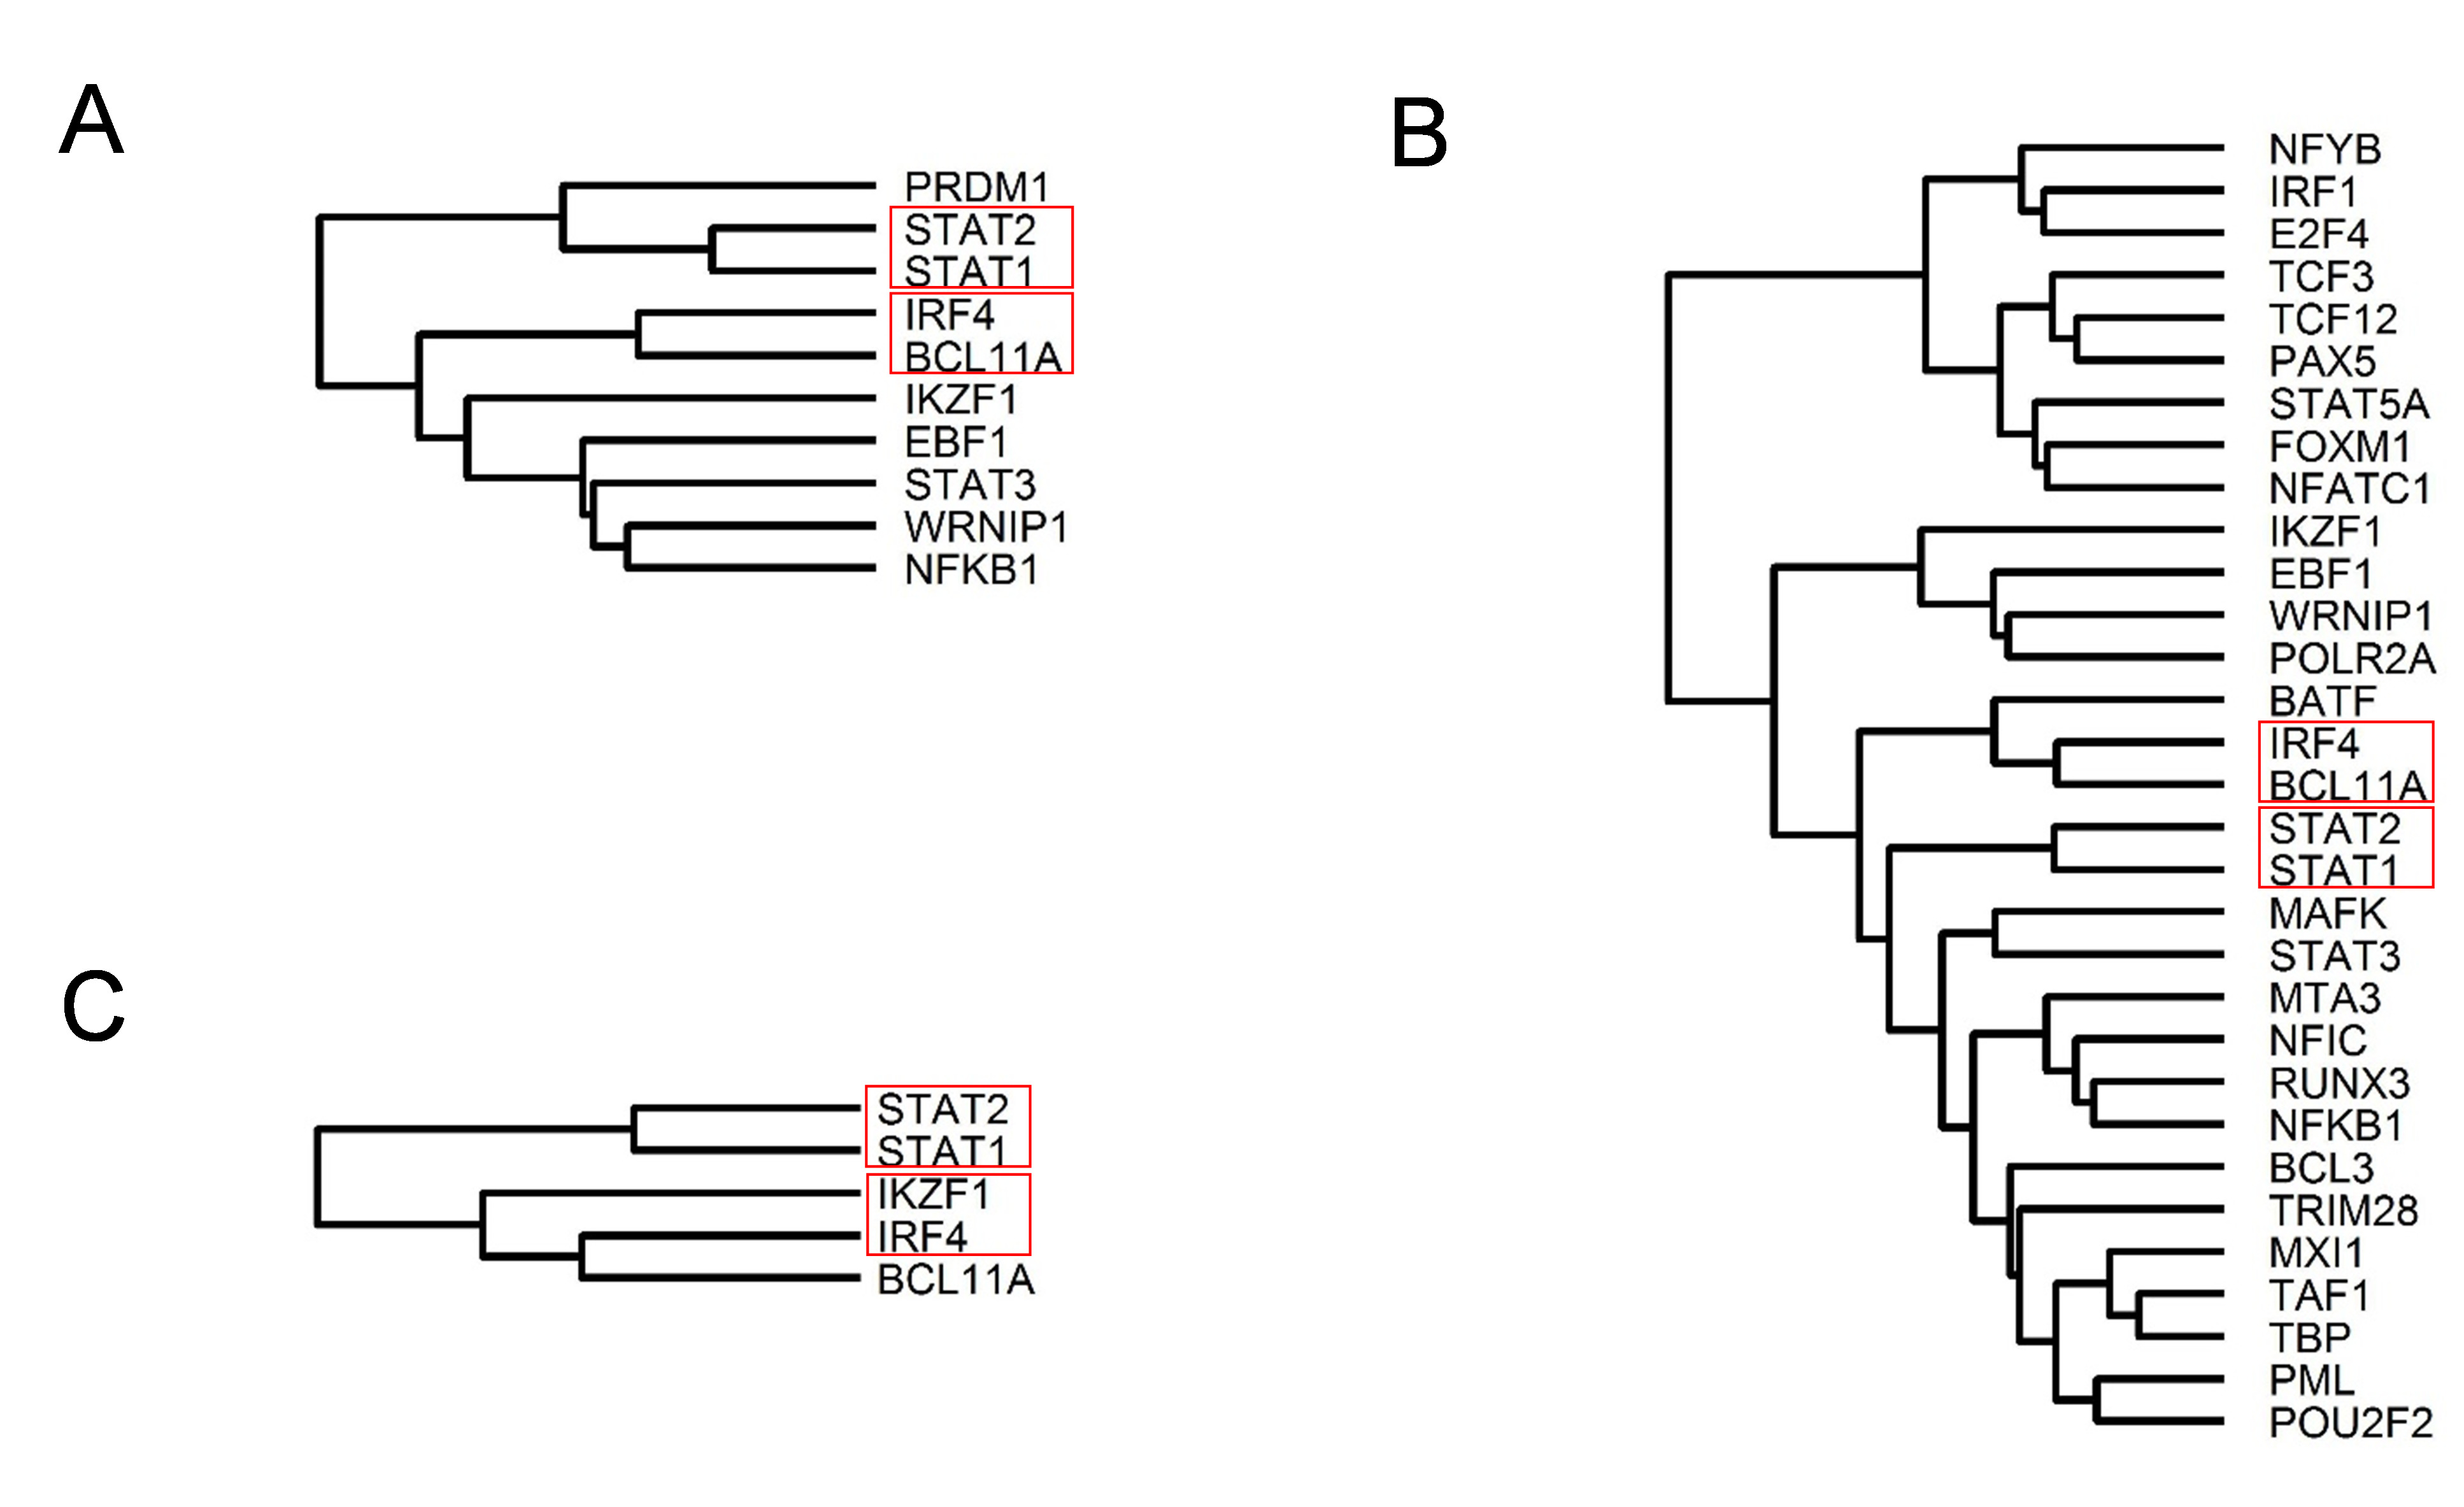 A
PRDM1
STAT2
STAT1
IRF4
BCL11A
IKZF1
EBF1
STAT3
WRNIP1
NFKB1
B
NFYB
IRF1
E2F4
TCF3
TCF12
PAX5
STAT5A
FOXM1
NFATC1
IKZF1
EBF1
WRNIP1
POLR2A
BATF
IRF4
BCL11A
STAT2
STAT1
MAFK
STAT3
MTA3
NFIC
RUNX3
NFKB1
BCL3
TRIM28
MXI1
TAF1
TBP
PML
POU2F2
C
STAT2
STAT1
IKZF1
IRF4
BCL11A